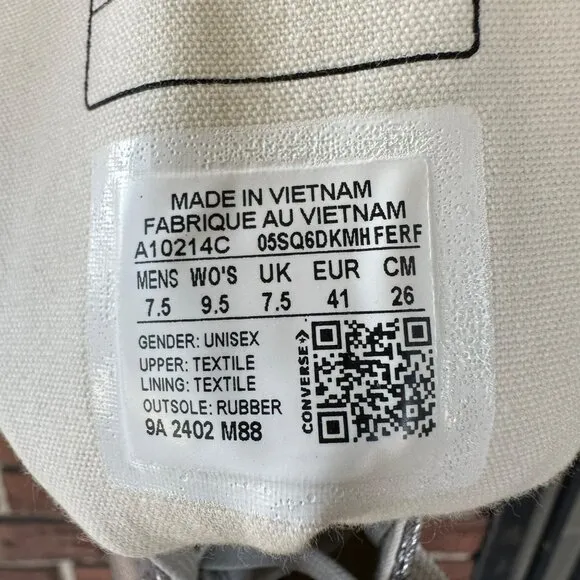 MADE IN VIETNAM
FABRIQUE AU VIETNAM
A10214C 05SQ6DKMH FERF
MENS WO'S UK EUR CM
7.5 9.5 7.5 41 26
GENDER: UNISEX
UPPER: TEXTILE
LINING: TEXTILE
OUTSOLE: RUBBER
9A 2402 M88
CONVERSE